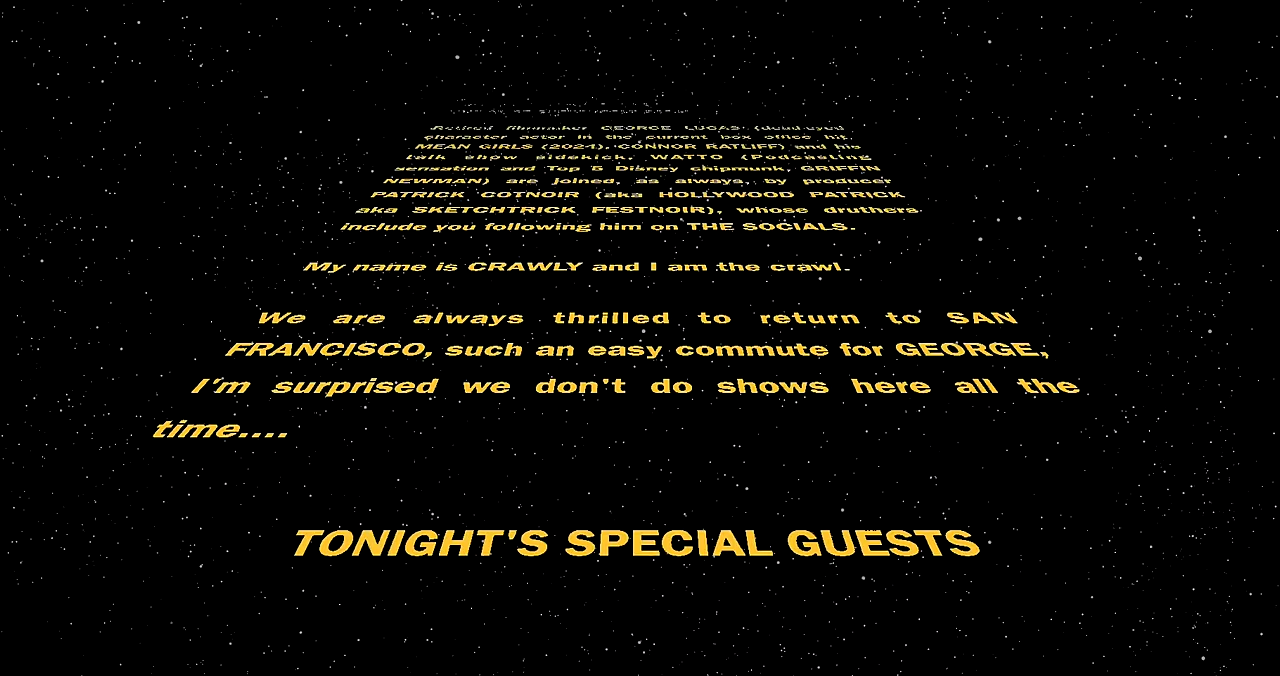 Retired filmmaker GEORGE LUCAS (dead-eyed
character actor in the current box office hit,
MEAN GIRLS (2024), CONNOR RATLIFF) and his
talk show sidekick, WATTO (Podcasting
sensation and Top 5 Disney chipmunk, GRIFFIN
NEWMAN) are joined, as always, by producer
PATRICK COTNOIR (aka HOLLYWOOD PATRICK
aka SKETCHTRICK FESTNOIR), whose druthers
include you following him on THE SOCIALS.
My name is CRAWLY and I am the crawl.
We are always thrilled to return to SAN
FRANCISCO, such an easy commute for GEORGE,
I'm surprised we don't do shows here all the
time....
TONIGHT'S SPECIAL GUESTS